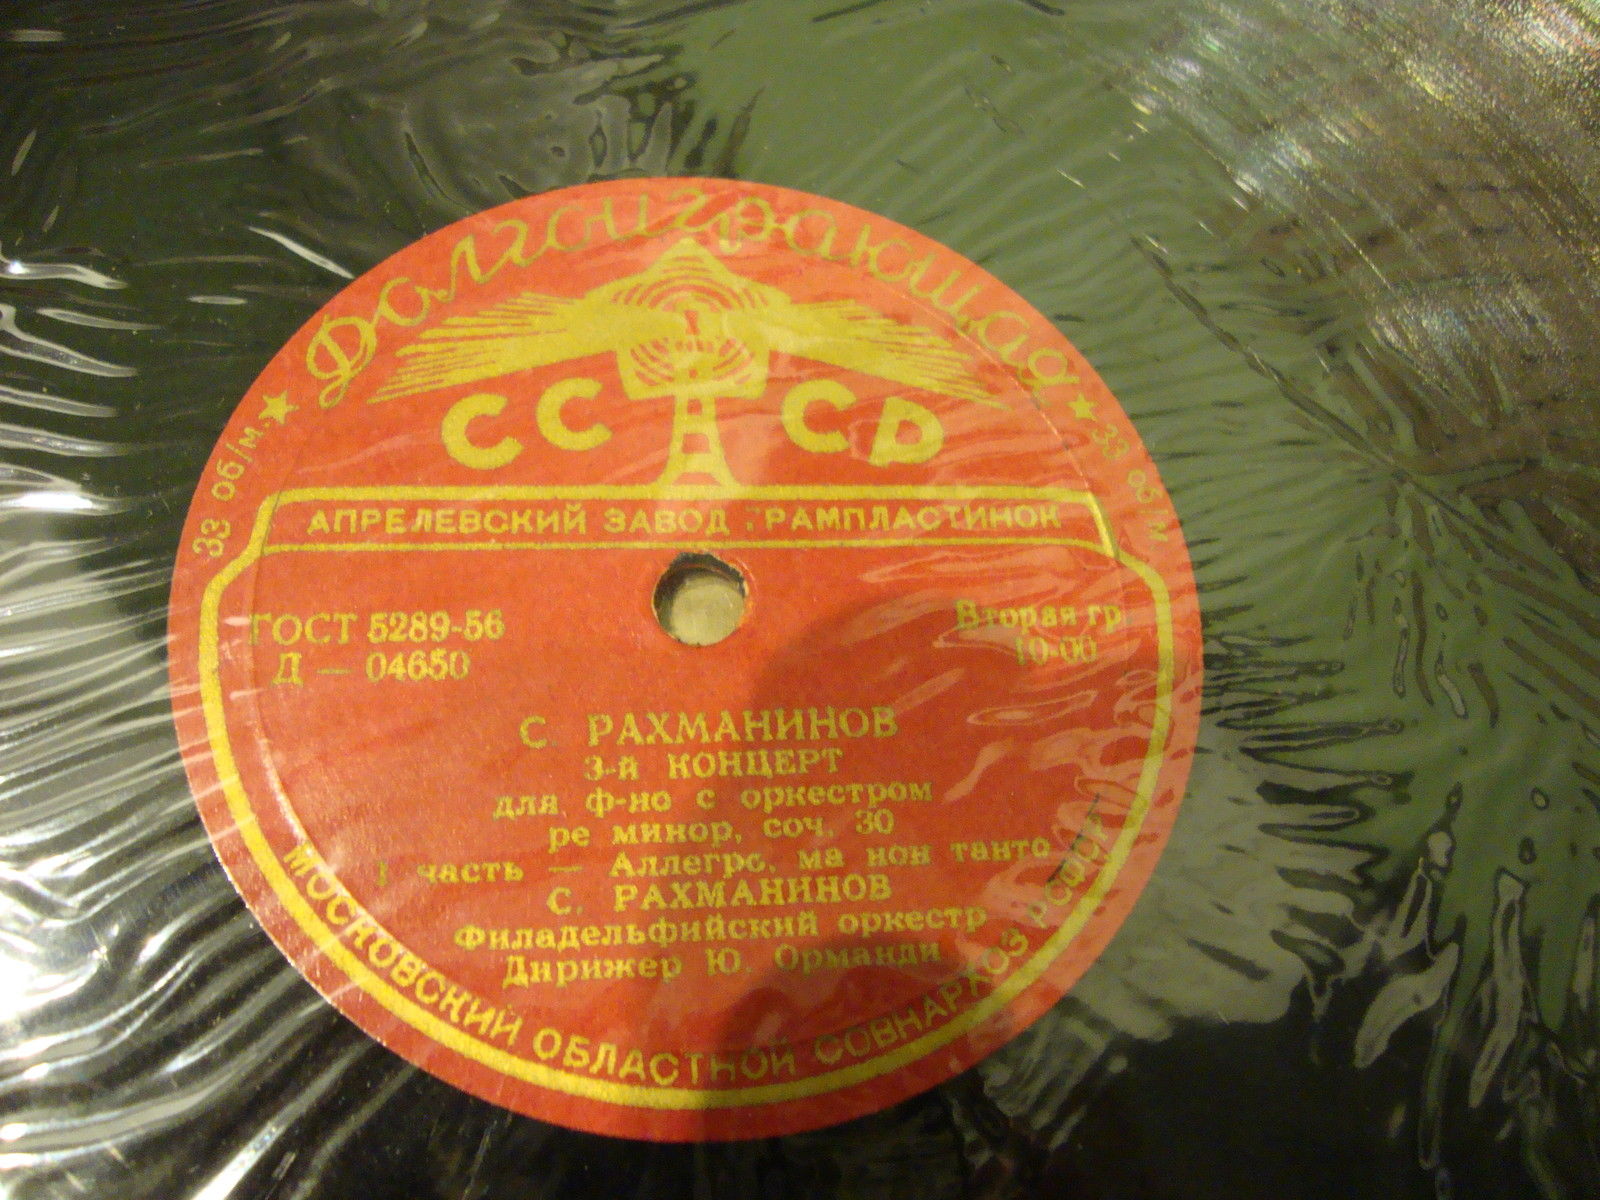 Долгоиграющая
33 об/м. ★
★ 33 об/м.
СССР
АПРЕЛЕВСКИЙ ЗАВОД ГРАМПЛАСТИНОК
ГОСТ 5289-56
Д — 04650
Вторая гр
10-00
С. РАХМАНИНОВ
3-й КОНЦЕРТ
для ф-но с оркестром
ре минор, соч. 30
I часть — Аллегро, ма нон танто
С. РАХМАНИНОВ
Филадельфийский оркестр
Дирижер Ю. Орманди
МОСКОВСКИЙ ОБЛАСТНОЙ СОВНАРХОЗ РСФСР